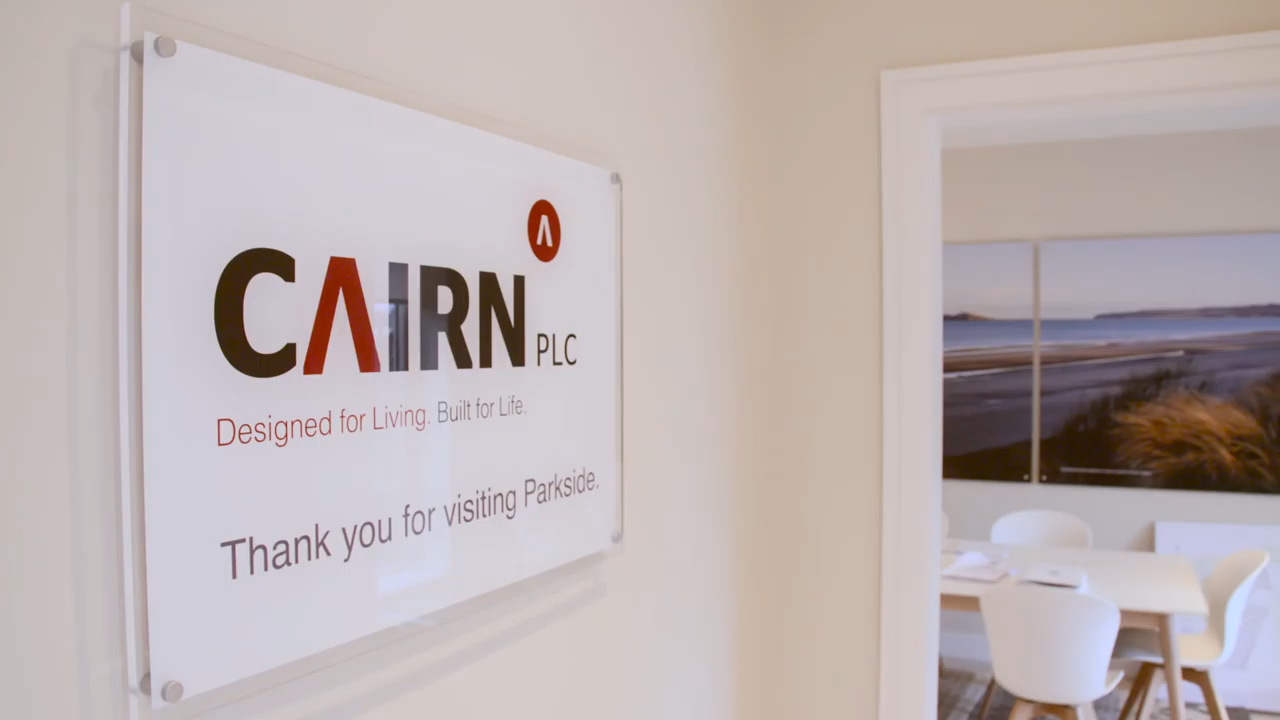 CAIRN PLC
Designed for Living. Built for Life.
Thank you for visiting Parkside.